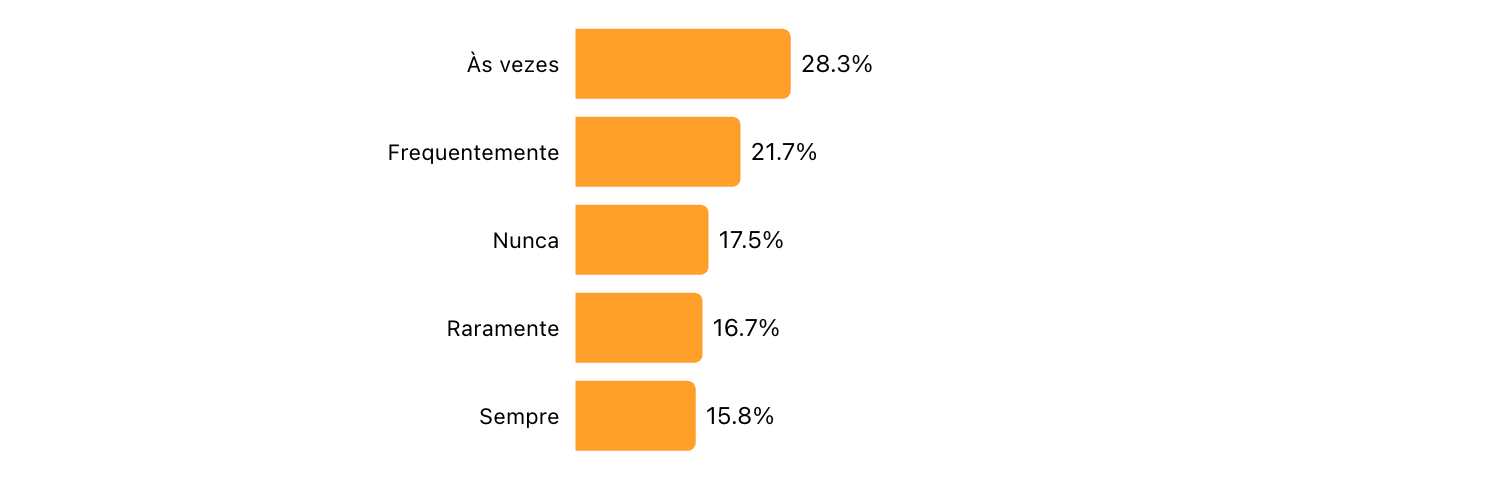 Às vezes 28.3%
Frequentemente 21.7%
Nunca 17.5%
Raramente 16.7%
Sempre 15.8%